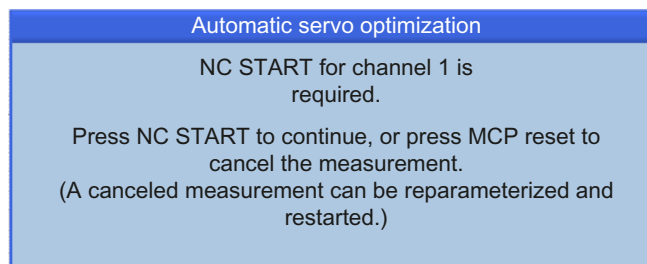 Automatic servo optimization
NC START for channel 1 is
required.
Press NC START to continue, or press MCP reset to
cancel the measurement.
(A canceled measurement can be reparameterized and
restarted.)